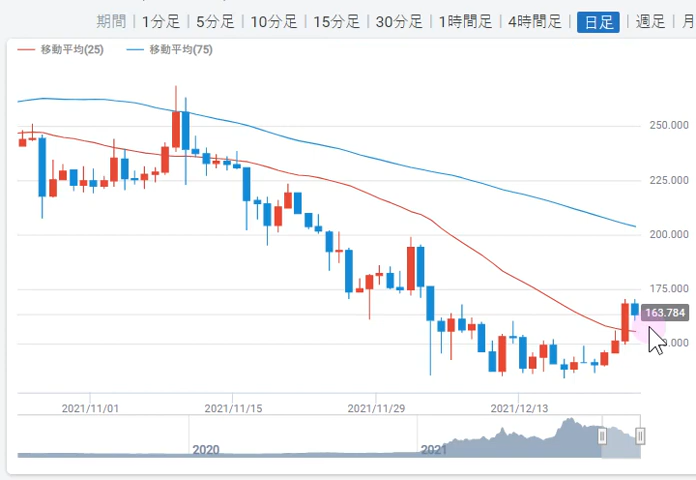 期間 1分足 5分足 10分足 15分足 30分足 1時間足 4時間足 日足 週足 月
移動平均(25) 移動平均(75)
250.000
225.000
200.000
175.000
163.784
2021/11/01 2021/11/15 2021/11/29 2021/12/13
2020 2021